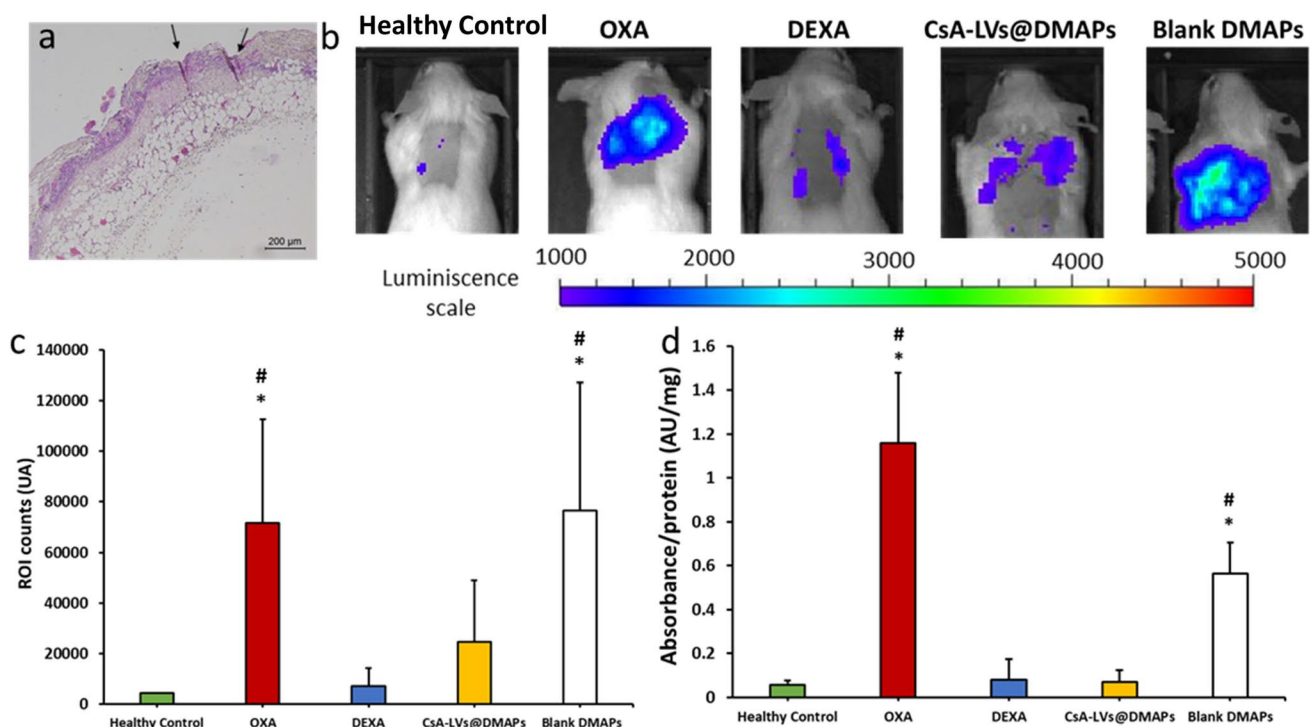 a
200 µm
b
Healthy Control
OXA
DEXA
CsA-LVs@DMAPs
Blank DMAPs
Luminiscence
scale
1000
2000
3000
4000
5000
c
ROI counts (UA)
140000
120000
100000
80000
60000
40000
20000
0
#
*
#
*
Healthy Control
OXA
DEXA
CsA-LVs@DMAPs
Blank DMAPs
d
Absorbance/protein (AU/mg)
1.6
1.4
1.2
1
0.8
0.6
0.4
0.2
0
#
*
#
*
Healthy Control
OXA
DEXA
CsA-LVs@DMAPs
Blank DMAPs